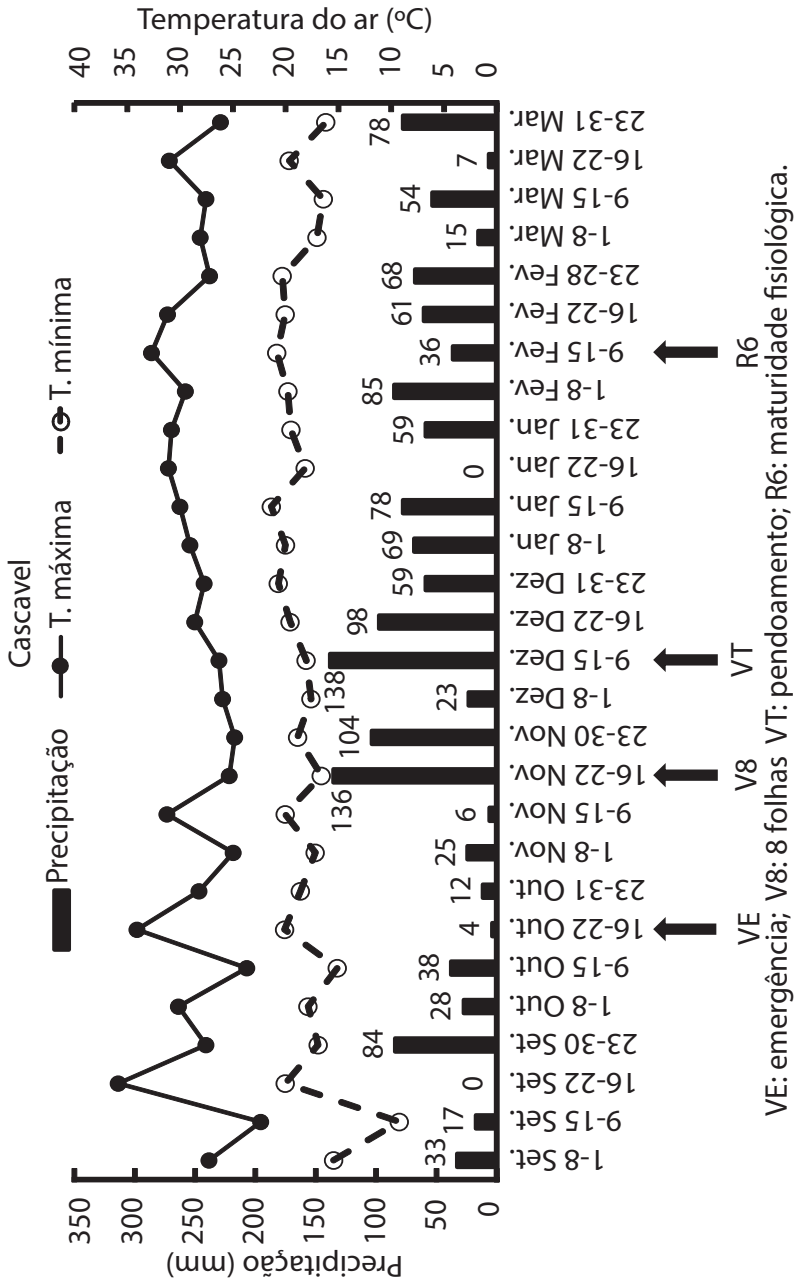 Cascavel
Precipitação
T. máxima
T. mínima
Precipitação (mm)
350
300
250
200
150
100
50
0
Temperatura do ar (ºC)
40
35
30
25
20
15
10
5
0
33
17
0
84
28
38
4
12
25
6
136
104
23
138
98
59
69
78
0
59
85
36
61
68
15
54
7
78
1-8 Set.
9-15 Set.
16-22 Set.
23-30 Set.
1-8 Out.
9-15 Out.
16-22 Out.
23-31 Out.
1-8 Nov.
9-15 Nov.
16-22 Nov.
23-30 Nov.
1-8 Dez.
9-15 Dez.
16-22 Dez.
23-31 Dez.
1-8 Jan.
9-15 Jan.
16-22 Jan.
23-31 Jan.
1-8 Fev.
9-15 Fev.
16-22 Fev.
23-28 Fev.
1-8 Mar.
9-15 Mar.
16-22 Mar.
23-31 Mar.
VE
V8
VT
R6
VE: emergência; V8: 8 folhas VT: pendoamento; R6: maturidade fisiológica.